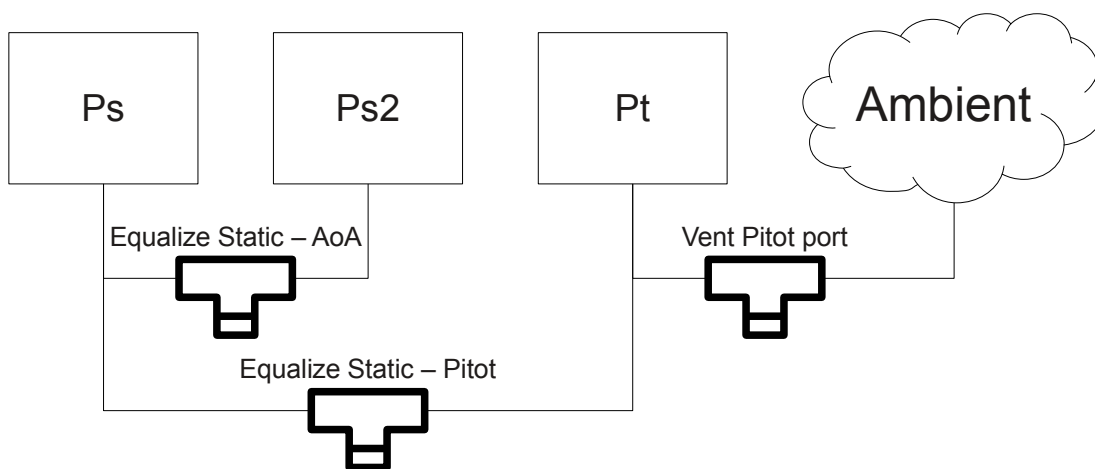 Ps
Ps2
Pt
Ambient
Equalize Static – AoA
Vent Pitot port
Equalize Static – Pitot